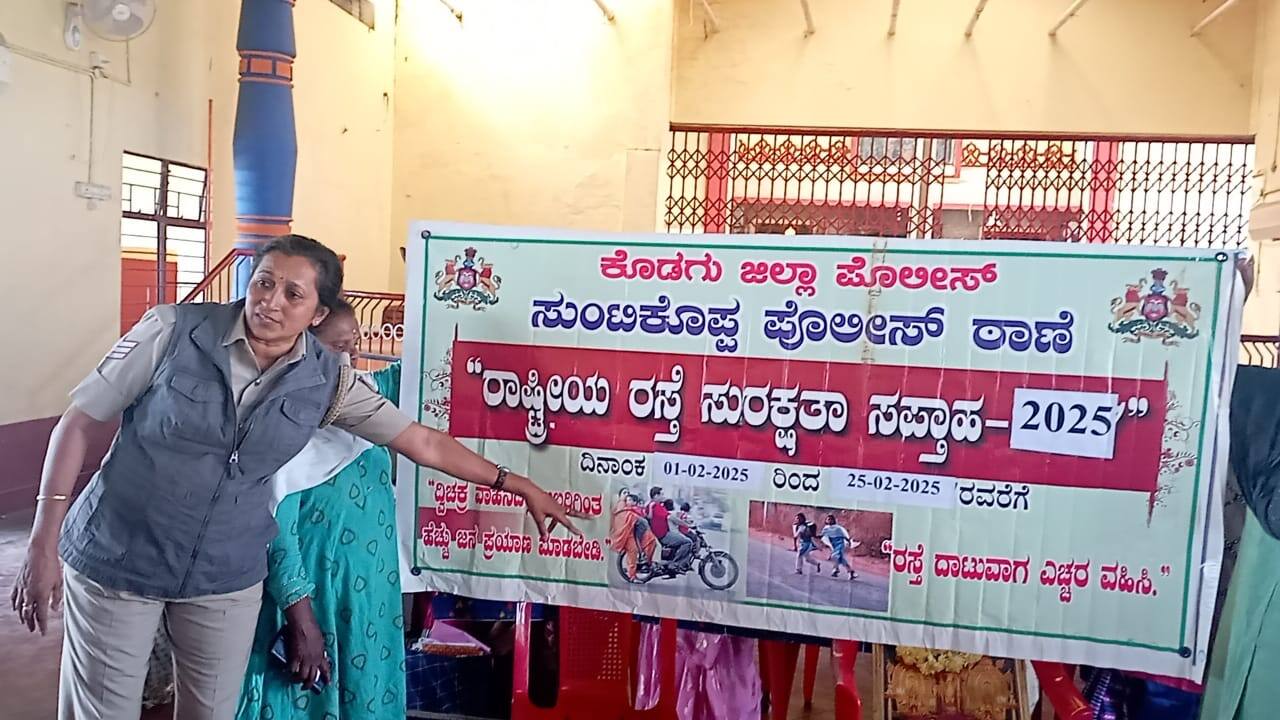 ಕೊಡಗು ಜಿಲ್ಲಾ ಪೊಲೀಸ್
ಸುಂಟಿಕೊಪ್ಪ ಪೊಲೀಸ್ ಠಾಣೆ
“ರಾಷ್ಟ್ರೀಯ ರಸ್ತೆ ಸುರಕ್ಷತಾ ಸಪ್ತಾಹ–2025”
ದಿನಾಂಕ 01-02-2025 ರಿಂದ 25-02-2025 ರವರೆಗೆ
“ದ್ವಿಚಕ್ರ
ಹೆಚ್ಚು ಜನ ಪ್ರಯಾಣ ಮಾಡಬೇಡಿ.”
“ರಸ್ತೆ ದಾಟುವಾಗ ಎಚ್ಚರ ವಹಿಸಿ.”